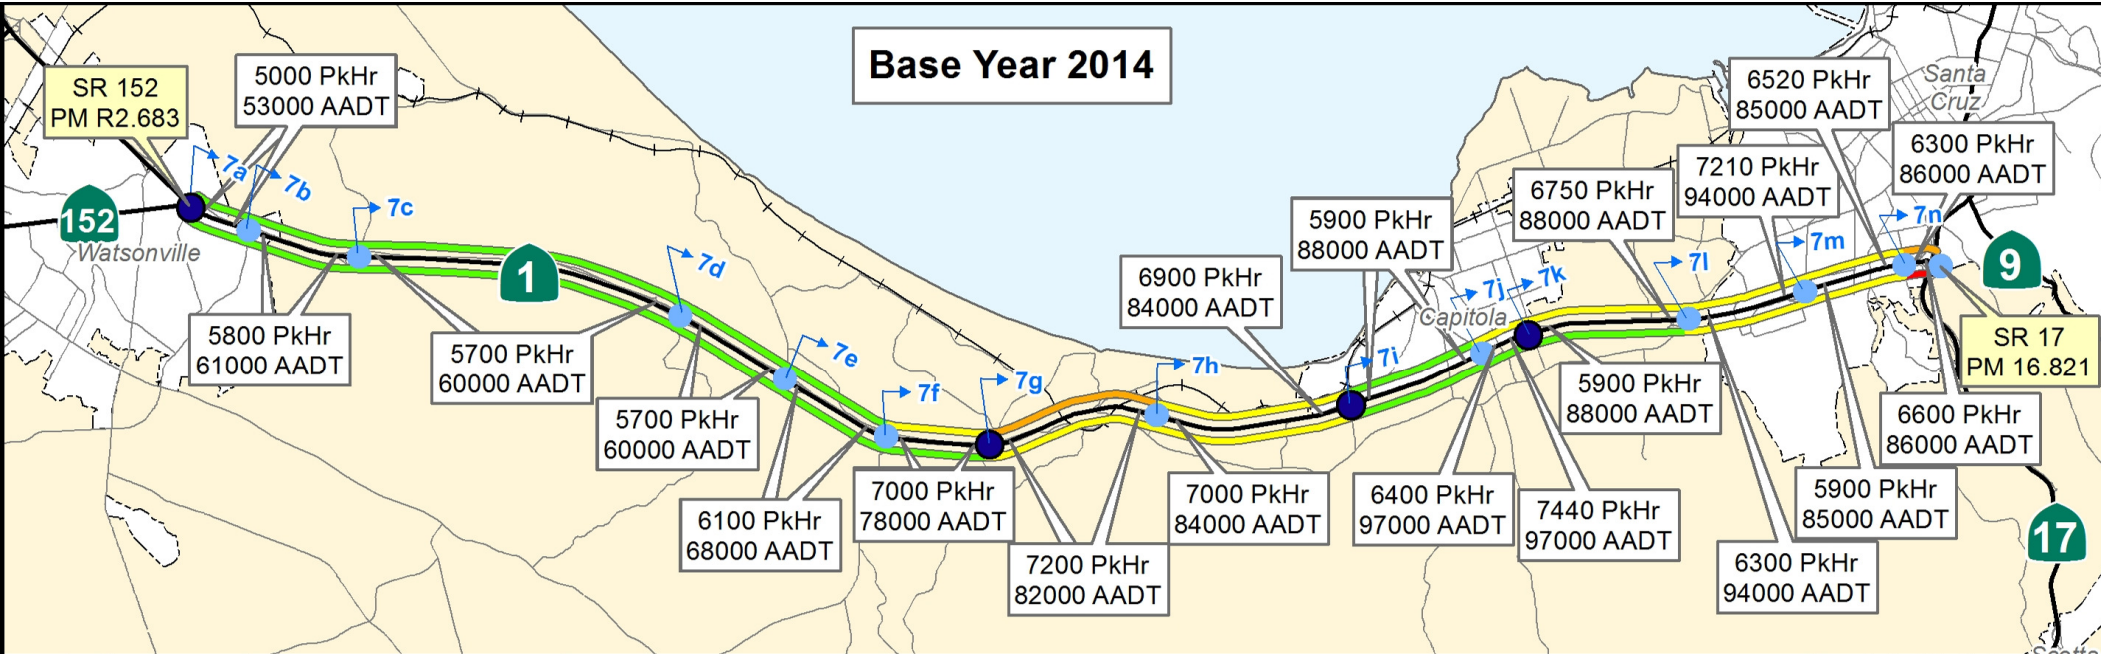 Base Year 2014
SR 152
PM R2.683
5000 PkHr
53000 AADT
7a
7b
7c
152
Watsonville
1
5800 PkHr
61000 AADT
5700 PkHr
60000 AADT
7d
7e
5700 PkHr
60000 AADT
6100 PkHr
68000 AADT
7f
7g
7000 PkHr
78000 AADT
7200 PkHr
82000 AADT
7h
7000 PkHr
84000 AADT
6900 PkHr
84000 AADT
5900 PkHr
88000 AADT
7i
7j
7k
Capitola
6400 PkHr
97000 AADT
7440 PkHr
97000 AADT
5900 PkHr
88000 AADT
6750 PkHr
88000 AADT
7l
7210 PkHr
94000 AADT
7m
6300 PkHr
94000 AADT
5900 PkHr
85000 AADT
6520 PkHr
85000 AADT
Santa
Cruz
6300 PkHr
86000 AADT
7n
9
SR 17
PM 16.821
6600 PkHr
86000 AADT
17